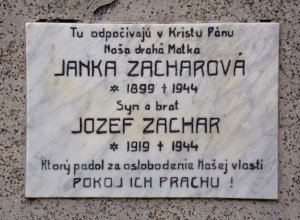 Tu odpočívajú v Kristu Pánu
Naša drahá Matka
JANKA ZACHAROVÁ
* 1899 † 1944
Syn a brat
JOZEF ZACHAR
* 1919 † 1944
Ktorý padol za oslobodenie Našej vlasti
POKOJ ICH PRACHU !